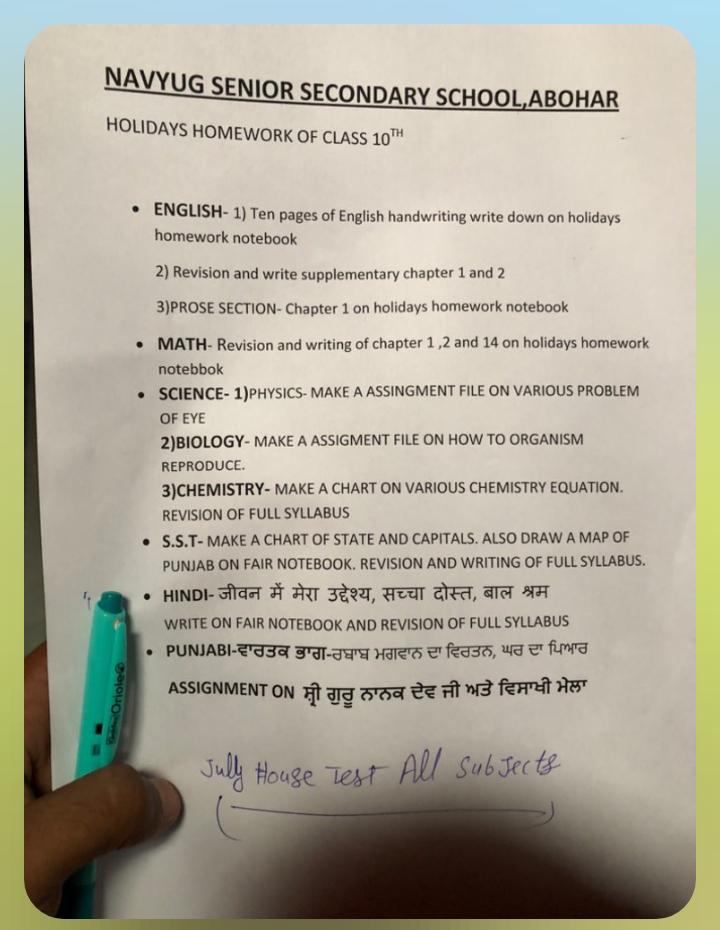 NAVYUG SENIOR SECONDARY SCHOOL,ABOHAR
HOLIDAYS HOMEWORK OF CLASS 10TH
• ENGLISH- 1) Ten pages of English handwriting write down on holidays
homework notebook
2) Revision and write supplementary chapter 1 and 2
3)PROSE SECTION- Chapter 1 on holidays homework notebook
• MATH- Revision and writing of chapter 1 ,2 and 14 on holidays homework
notebbok
• SCIENCE- 1)PHYSICS- MAKE A ASSINGMENT FILE ON VARIOUS PROBLEM
OF EYE
2)BIOLOGY- MAKE A ASSIGMENT FILE ON HOW TO ORGANISM
REPRODUCE.
3)CHEMISTRY- MAKE A CHART ON VARIOUS CHEMISTRY EQUATION.
REVISION OF FULL SYLLABUS
• S.S.T- MAKE A CHART OF STATE AND CAPITALS. ALSO DRAW A MAP OF
PUNJAB ON FAIR NOTEBOOK. REVISION AND WRITING OF FULL SYLLABUS.
• HINDI- जीवन में मेरा उद्देश्य, सच्चा दोस्त, बाल श्रम
WRITE ON FAIR NOTEBOOK AND REVISION OF FULL SYLLABUS
• PUNJABI-ਵਾਰਤਕ ਭਾਗ-ਰਬਾਬ ਮਗਵਾਨ ਦਾ ਵਿਰਤਨ, ਘਰ ਦਾ ਪਿਆਰ
ASSIGNMENT ON ਸ੍ਰੀ ਗੁਰੂ ਨਾਨਕ ਦੇਵ ਜੀ ਅਤੇ ਵਿਸਾਖੀ ਮੇਲਾ
July House Test All Subjects
Oriole